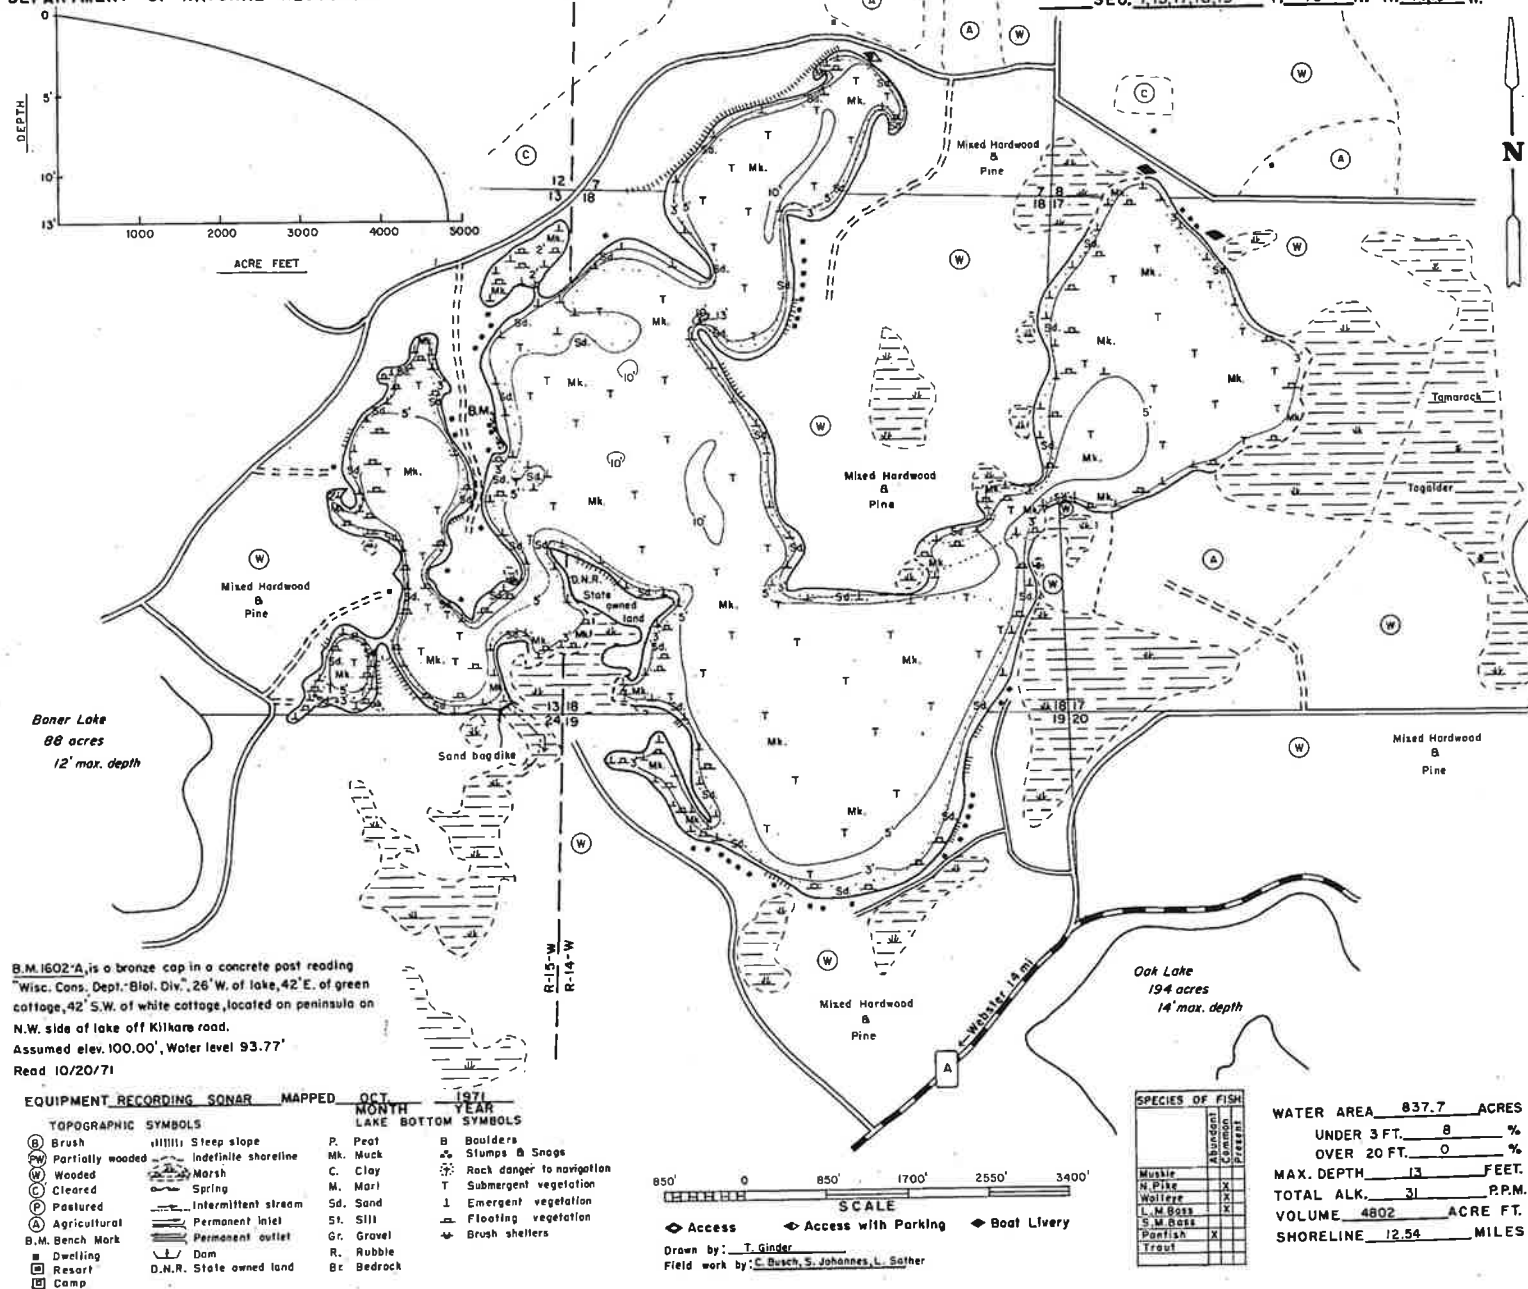 0
5'
10'
13'
DEPTH
1000 2000 3000 4000 5000
ACRE FEET
N
Mixed Hardwood
&
Pine
12 7
13 18
7 8
18 17
Tamarack
Tagalder
Mixed Hardwood
&
Pine
Mixed Hardwood
&
Pine
B.M.
D.N.R.
State
owned
land
13 18
24 19
18 17
19 20
Boner Lake
88 acres
12' max. depth
Sand bag dike
Mixed Hardwood
&
Pine
R-15-W
R-14-W
Mixed Hardwood
&
Pine
Oak Lake
194 acres
14' max. depth
Webster 14 mi
A
B.M.1602-A, is a bronze cap in a concrete post reading
"Wisc. Cons. Dept.-Biol. Div.", 26' W. of lake, 42' E. of green
cottage, 42' S.W. of white cottage, located on peninsula on
N.W. side of lake off Kilkare road.
Assumed elev. 100.00', Water level 93.77'
Read 10/20/71
EQUIPMENT RECORDING SONAR MAPPED OCT. 1971
MONTH YEAR
TOPOGRAPHIC SYMBOLS
B Brush
PW Partially wooded
W Wooded
C Cleared
P Pastured
A Agricultural
B.M. Bench Mark
Dwelling
Resort
Camp
Steep slope
Indefinite shoreline
Marsh
Spring
Intermittent stream
Permanent inlet
Permanent outlet
Dam
D.N.R. State owned land
LAKE BOTTOM SYMBOLS
P. Peat
Mk. Muck
C. Clay
M. Marl
Sd. Sand
St. Silt
Gr. Gravel
R. Rubble
Br. Bedrock
B Boulders
Stumps & Snags
Rock danger to navigation
T Submergent vegetation
Emergent vegetation
Floating vegetation
Brush shelters
850' 0 850' 1700' 2550' 3400'
SCALE
Access
Access with Parking
Boat Livery
Drawn by: T. Ginder
Field work by: C. Busch, S. Johannes, L. Sather
SPECIES OF FISH
Abundant
Common
Present
Muskie
N. Pike X
Walleye X
L.M.Bass X
S.M.Bass
Panfish X
Trout
WATER AREA 837.7 ACRES
UNDER 3 FT. 8 %
OVER 20 FT. 0 %
MAX. DEPTH 13 FEET.
TOTAL ALK. 31 P.P.M.
VOLUME 4802 ACRE FT.
SHORELINE 12.54 MILES